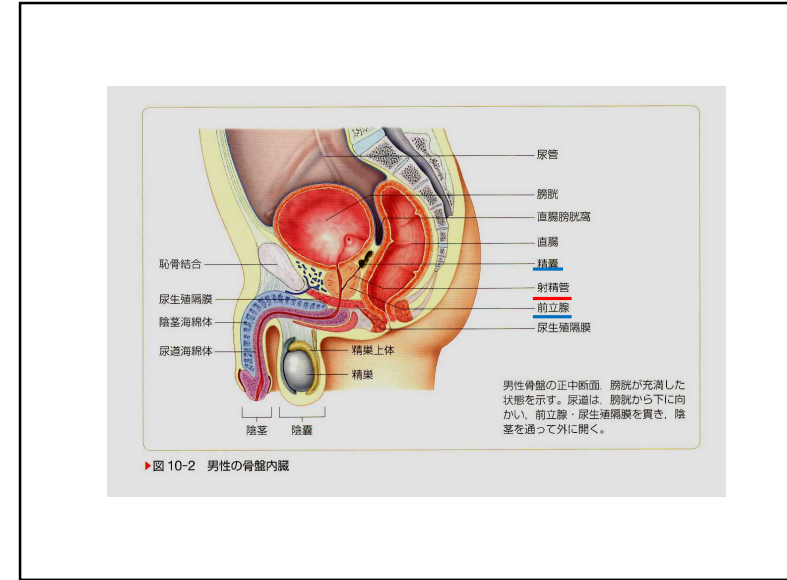 尿管
膀胱
直腸膀胱窩
直腸
精嚢
射精管
前立腺
尿生殖隔膜
恥骨結合
尿生殖隔膜
陰茎海綿体
尿道海綿体
精巣上体
精巣
陰茎 陰嚢
男性骨盤の正中断面. 膀胱が充満した
状態を示す。尿道は, 膀胱から下に向
かい, 前立腺・尿生殖隔膜を貫き, 陰
茎を通って外に開く。
▶図 10-2 男性の骨盤内臓